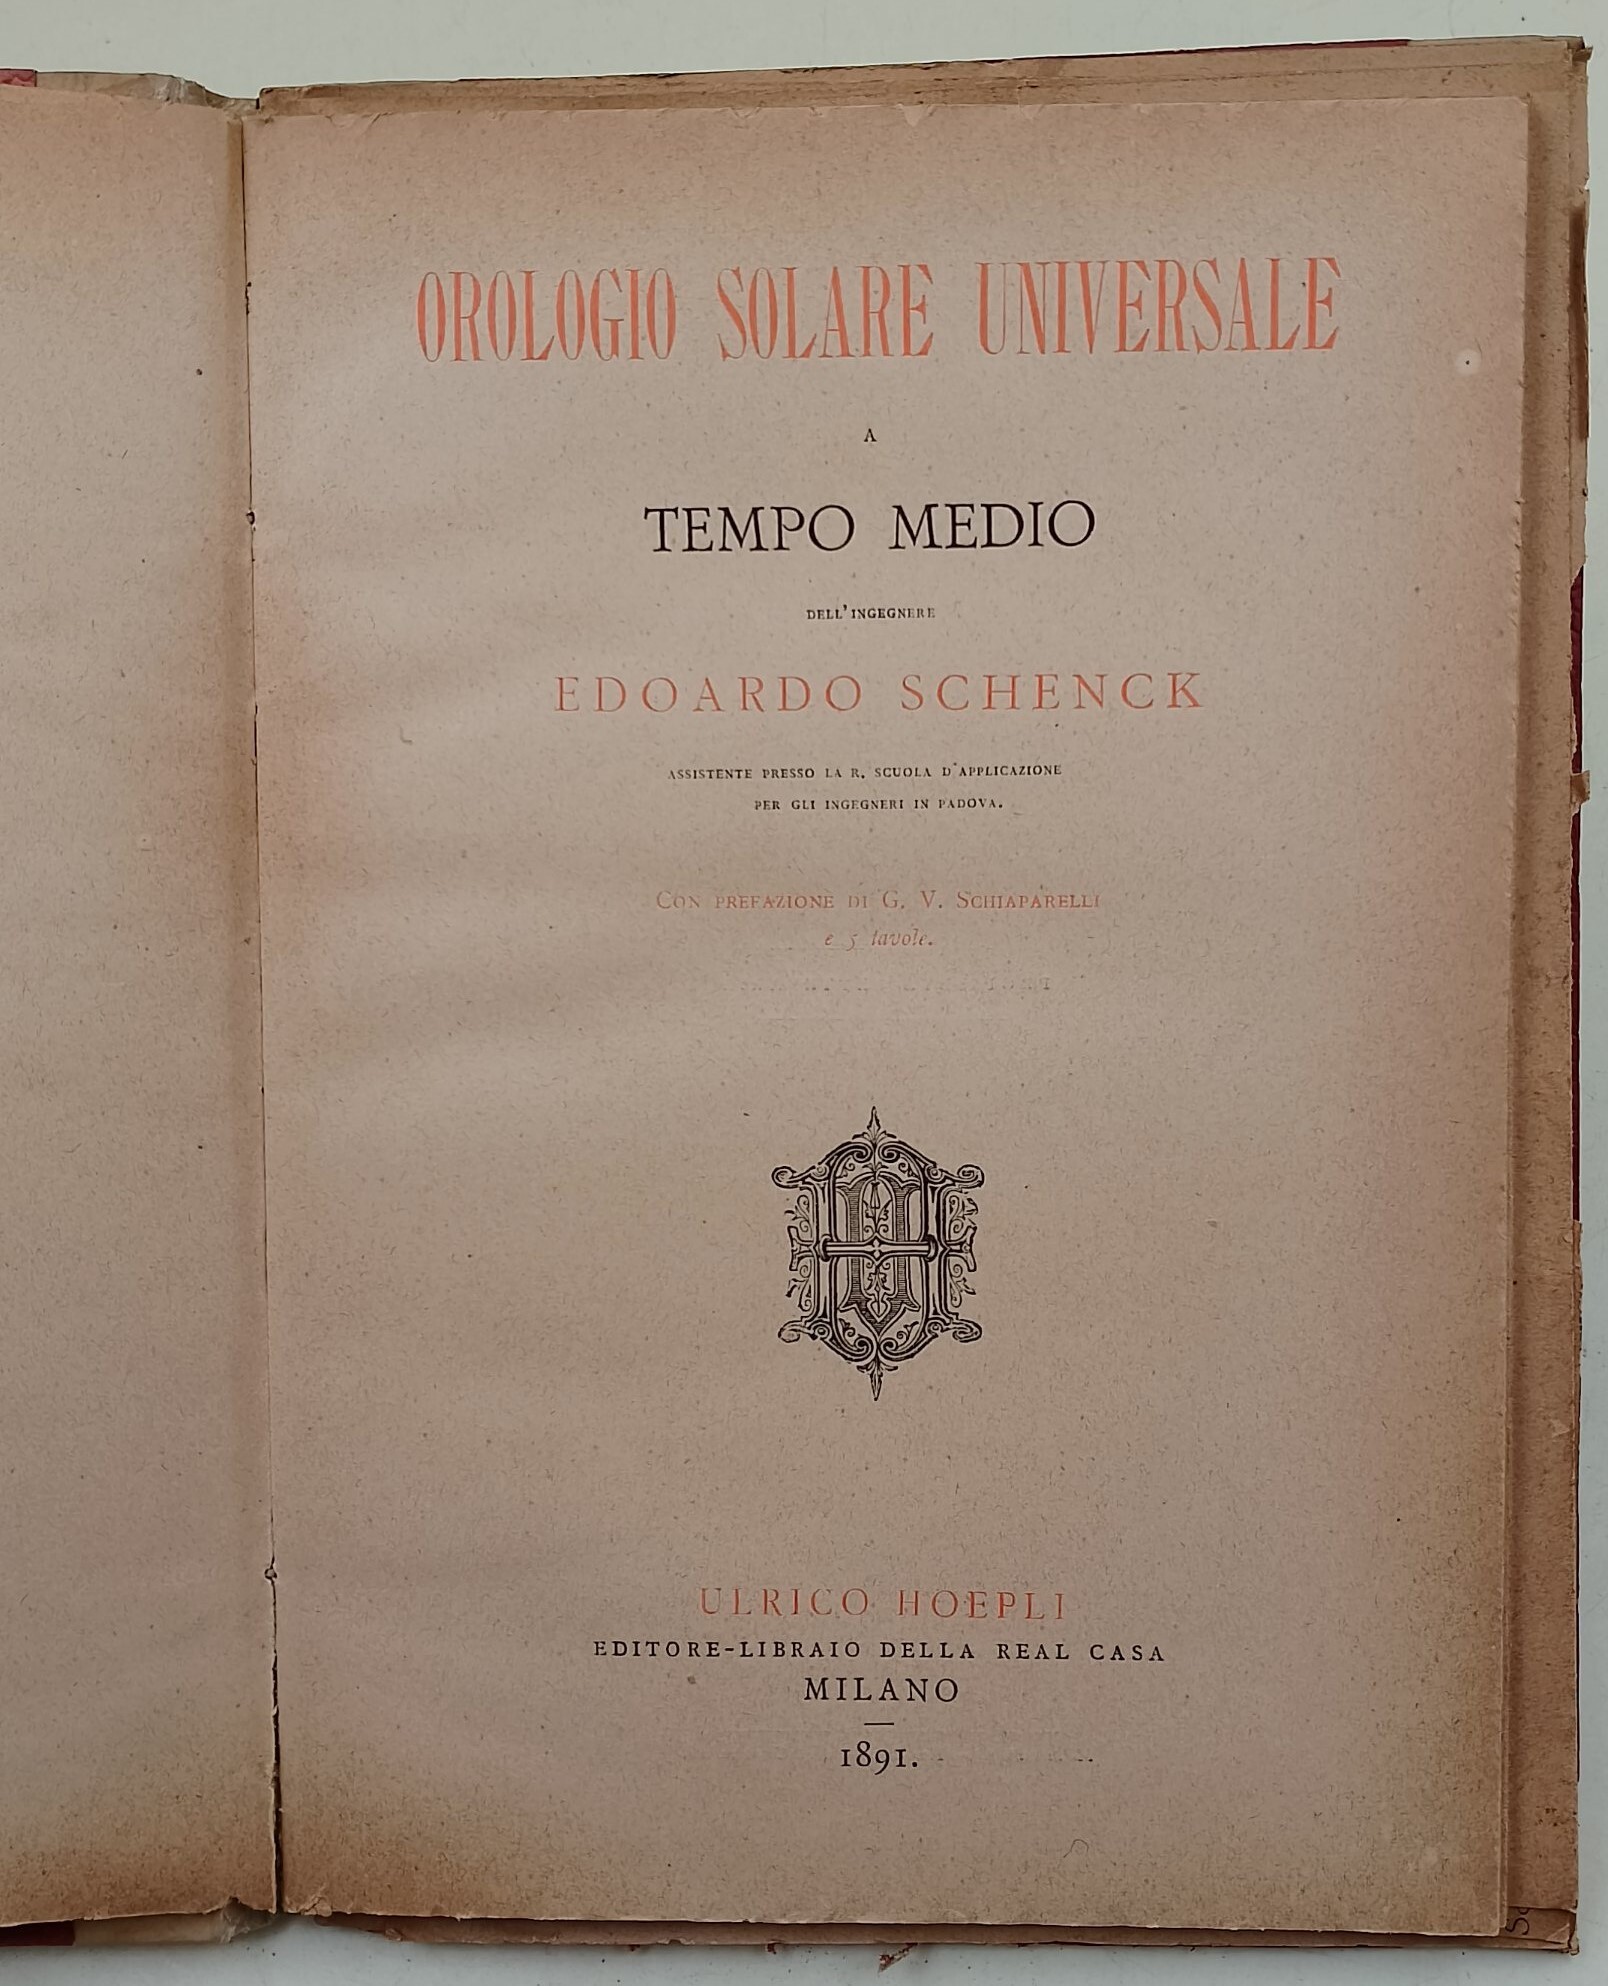 OROLOGIO SOLARE UNIVERSALE
A
TEMPO MEDIO
DELL'INGEGNERE
EDOARDO SCHENCK
ASSISTENTE PRESSO LA R. SCUOLA D'APPLICAZIONE
PER GLI INGEGNERI IN PADOVA.
CON PREFAZIONE DI G. V. SCHIAPARELLI
e 5 tavole.
ULRICO HOEPLI
EDITORE-LIBRAIO DELLA REAL CASA
MILANO
1891.